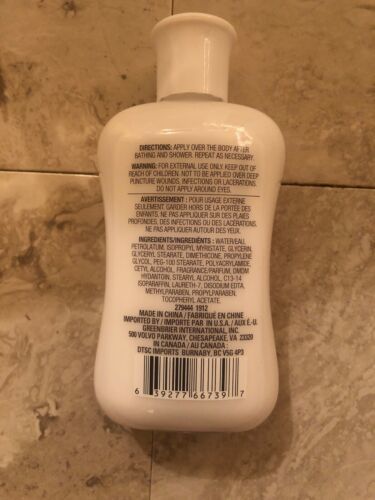 DIRECTIONS: APPLY OVER THE BODY AFTER
BATHING AND SHOWER. REPEAT AS NECESSARY.
WARNING: FOR EXTERNAL USE ONLY. KEEP OUT OF
REACH OF CHILDREN. NOT TO BE APPLIED OVER DEEP
PUNCTURE WOUNDS, INFECTIONS OR LACERATIONS.
DO NOT APPLY AROUND EYES.
AVERTISSEMENT : POUR USAGE EXTERNE
SEULEMENT. GARDER HORS DE LA PORTÉE DES
ENFANTS, NE PAS APPLIQUER SUR DES PLAIES
PROFONDES, DES INFECTIONS OU DES LACÉRATIONS.
NE PAS APPLIQUER AUTOUR DES YEUX.
INGREDIENTS/INGRÉDIENTS: WATER/EAU,
PETROLATUM, ISOPROPYL MYRISTATE, GLYCERIN,
GLYCERYL STEARATE, DIMETHICONE, PROPYLENE
GLYCOL, PEG-100 STEARATE, POLYACRYLAMIDE,
CETYL ALCOHOL, FRAGRANCE/PARFUM, DMDM
HYDANTOIN, STEARYL ALCOHOL, C13-14
ISOPARAFFIN, LAURETH-7, DISODIUM EDTA,
METHYLPARABEN, PROPYLPARABEN,
TOCOPHERYL ACETATE.
279444 1912
MADE IN CHINA / FABRIQUÉ EN CHINE
IMPORTED BY / IMPORTÉ PAR IN U.S.A. / AUX É.-U.
GREENBRIER INTERNATIONAL, INC.
500 VOLVO PARKWAY, CHESAPEAKE, VA 23320
IN CANADA / AU CANADA :
DTSC IMPORTS BURNABY, BC V5G 4P3
6 39277 66739 7